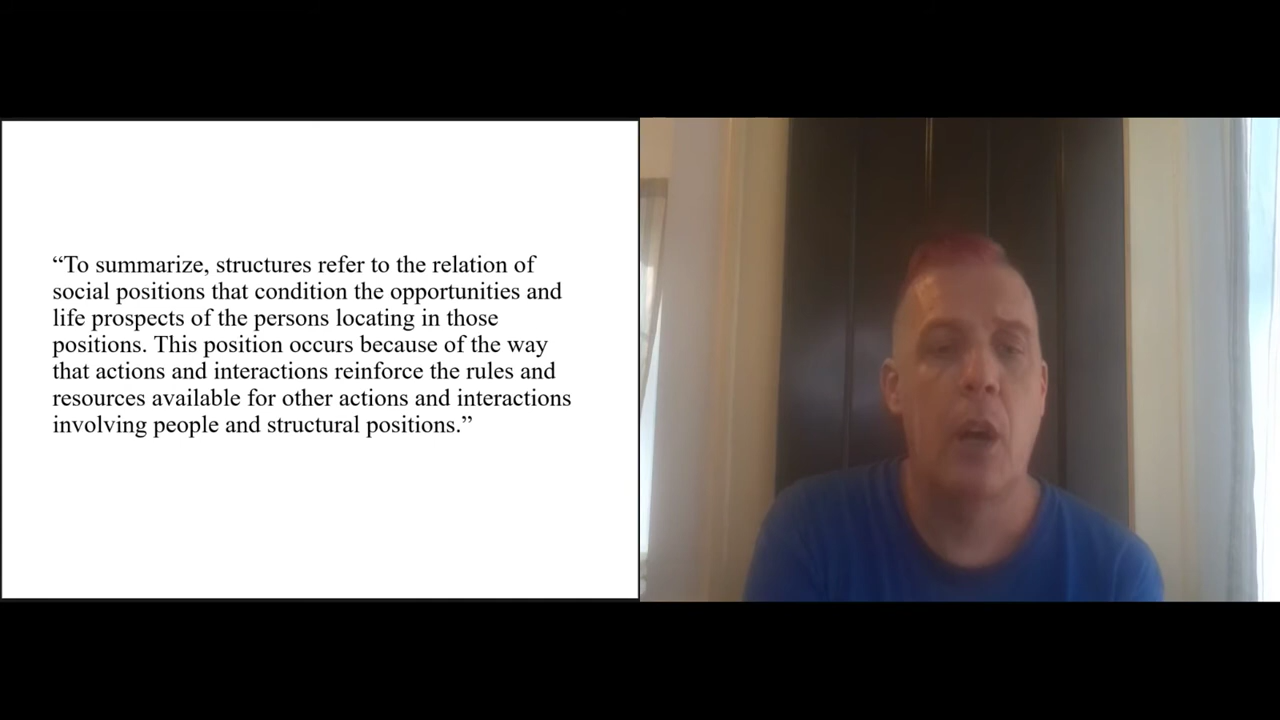 “To summarize, structures refer to the relation of
social positions that condition the opportunities and
life prospects of the persons locating in those
positions. This position occurs because of the way
that actions and interactions reinforce the rules and
resources available for other actions and interactions
involving people and structural positions.”